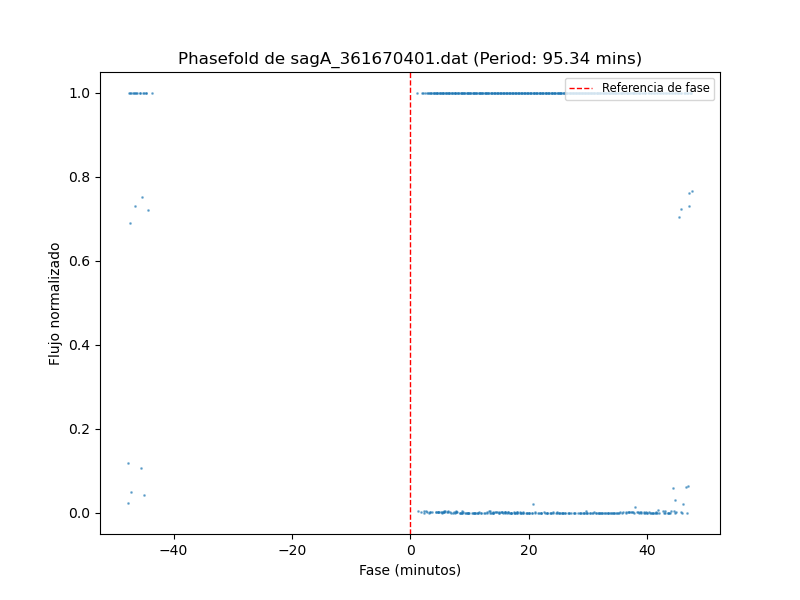 Phasefold de sagA_361670401.dat (Period: 95.34 mins)
Referencia de fase
Flujo normalizado
1.0
0.8
0.6
0.4
0.2
0.0
−40
−20
0
20
40
Fase (minutos)